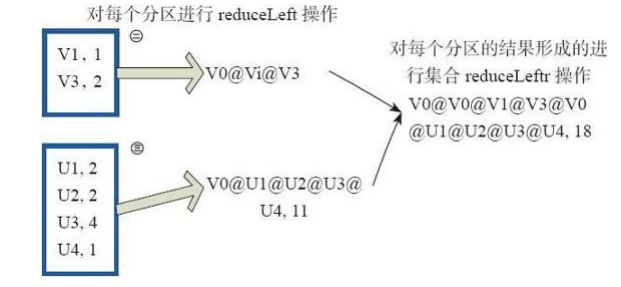 对每个分区进行 reduceLeft 操作
㊁
V1, 1
V3, 2
V0@Vi@V3
对每个分区的结果形成的进
行集合 reduceLeftr 操作
V0@V0@V1@V3@V0
@U1@U2@U3@U4, 18
㊂
U1, 2
U2, 2
U3, 4
U4, 1
V0@U1@U2@U3@
U4, 11